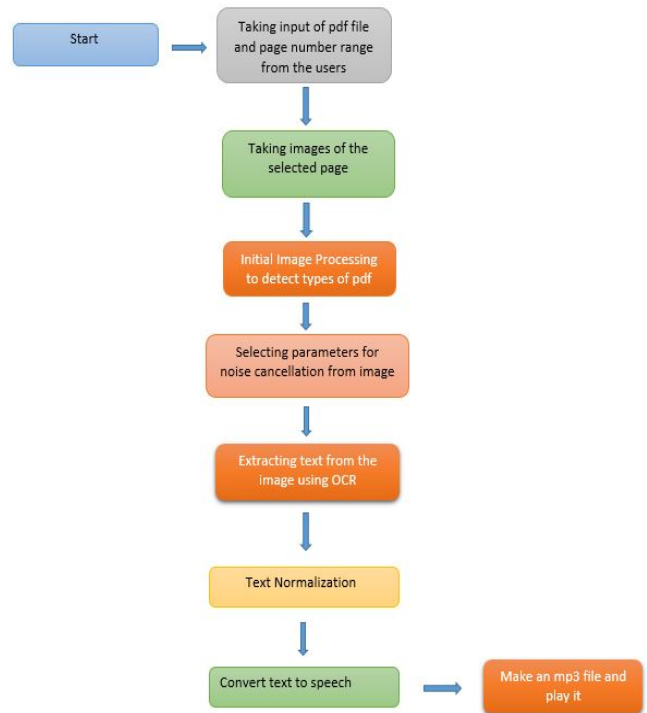 Start
Taking input of pdf file
and page number range
from the users
Taking images of the
selected page
Initial Image Processing
to detect types of pdf
Selecting parameters for
noise cancellation from image
Extracting text from the
image using OCR
Text Normalization
Convert text to speech
Make an mp3 file and
play it